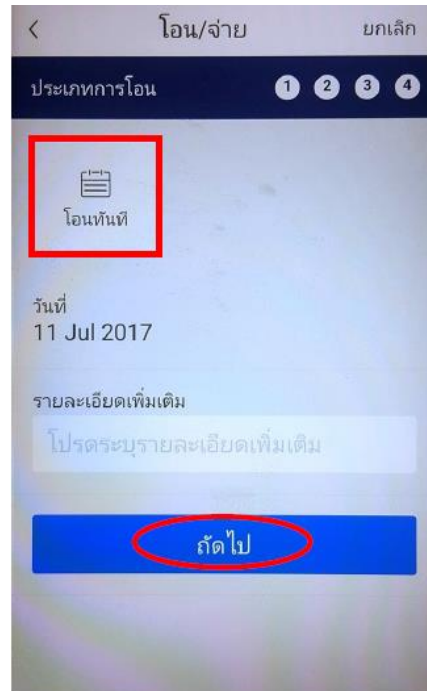 โอน/จ่าย ยกเลิก
ประเภทการโอน 1 2 3 4
โอนทันที
วันที่
11 Jul 2017
รายละเอียดเพิ่มเติม
โปรดระบุรายละเอียดเพิ่มเติม
ถัดไป